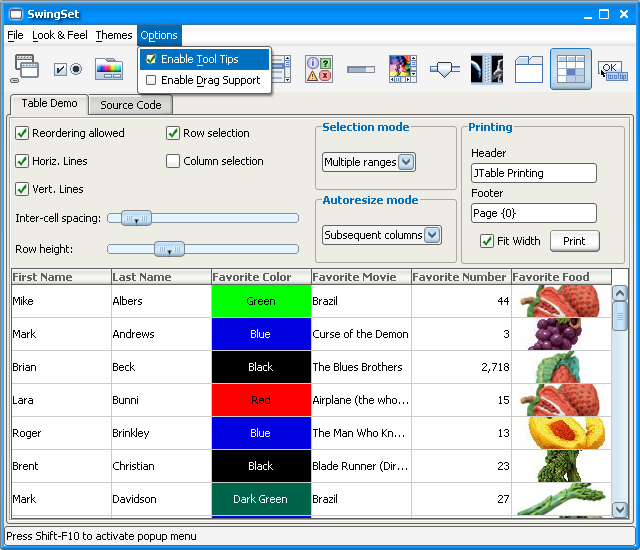 SwingSet
File Look & Feel Themes Options
Enable Tool Tips
Enable Drag Support
OK
tooltip
Table Demo Source Code
Reordering allowed Row selection
Horiz. Lines Column selection
Vert. Lines
Inter-cell spacing:
Row height:
Selection mode
Multiple ranges
Autoresize mode
Subsequent columns
Printing
Header
JTable Printing
Footer
Page {0}
Fit Width Print
First Name Last Name Favorite Color Favorite Movie Favorite Number Favorite Food
Mike Albers Green Brazil 44
Mark Andrews Blue Curse of the Demon 3
Brian Beck Black The Blues Brothers 2,718
Lara Bunni Red Airplane (the who... 15
Roger Brinkley Blue The Man Who Kn... 13
Brent Christian Black Blade Runner (Dir... 23
Mark Davidson Dark Green Brazil 27
Press Shift-F10 to activate popup menu